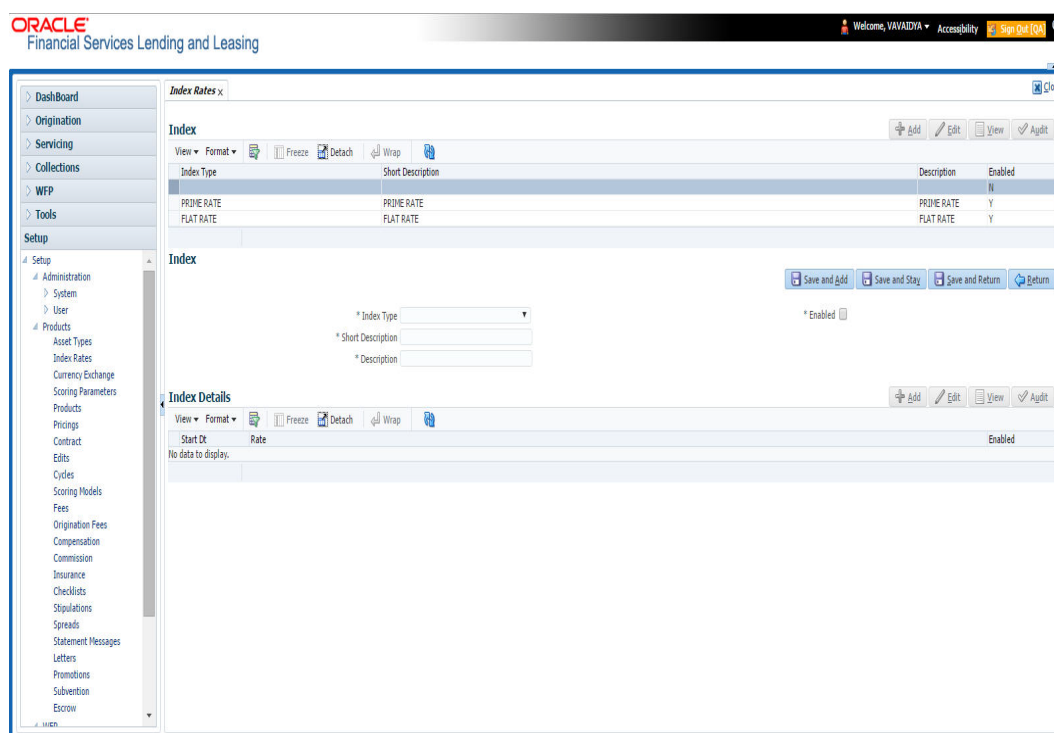 ORACLE
Financial Services Lending and Leasing
Welcome, VAVAIDYA
Accessibility
Sign Out [QA]
DashBoard
Origination
Servicing
Collections
WFP
Tools
Setup
Setup
Administration
System
User
Products
Asset Types
Index Rates
Currency Exchange
Scoring Parameters
Products
Pricings
Contract
Edits
Cycles
Scoring Models
Fees
Origination Fees
Compensation
Commission
Insurance
Checklists
Stipulations
Spreads
Statement Messages
Letters
Promotions
Subvention
Escrow
WFP
Index Rates x
Clo
Index
Add Edit View Audit
View Format Freeze Detach Wrap
Index Type Short Description Description Enabled
N
PRIME RATE PRIME RATE PRIME RATE Y
FLAT RATE FLAT RATE FLAT RATE Y
Index
Save and Add Save and Stay Save and Return Return
* Index Type
* Enabled
* Short Description
* Description
Index Details
Add Edit View Audit
View Format Freeze Detach Wrap
Start Dt Rate Enabled
No data to display.